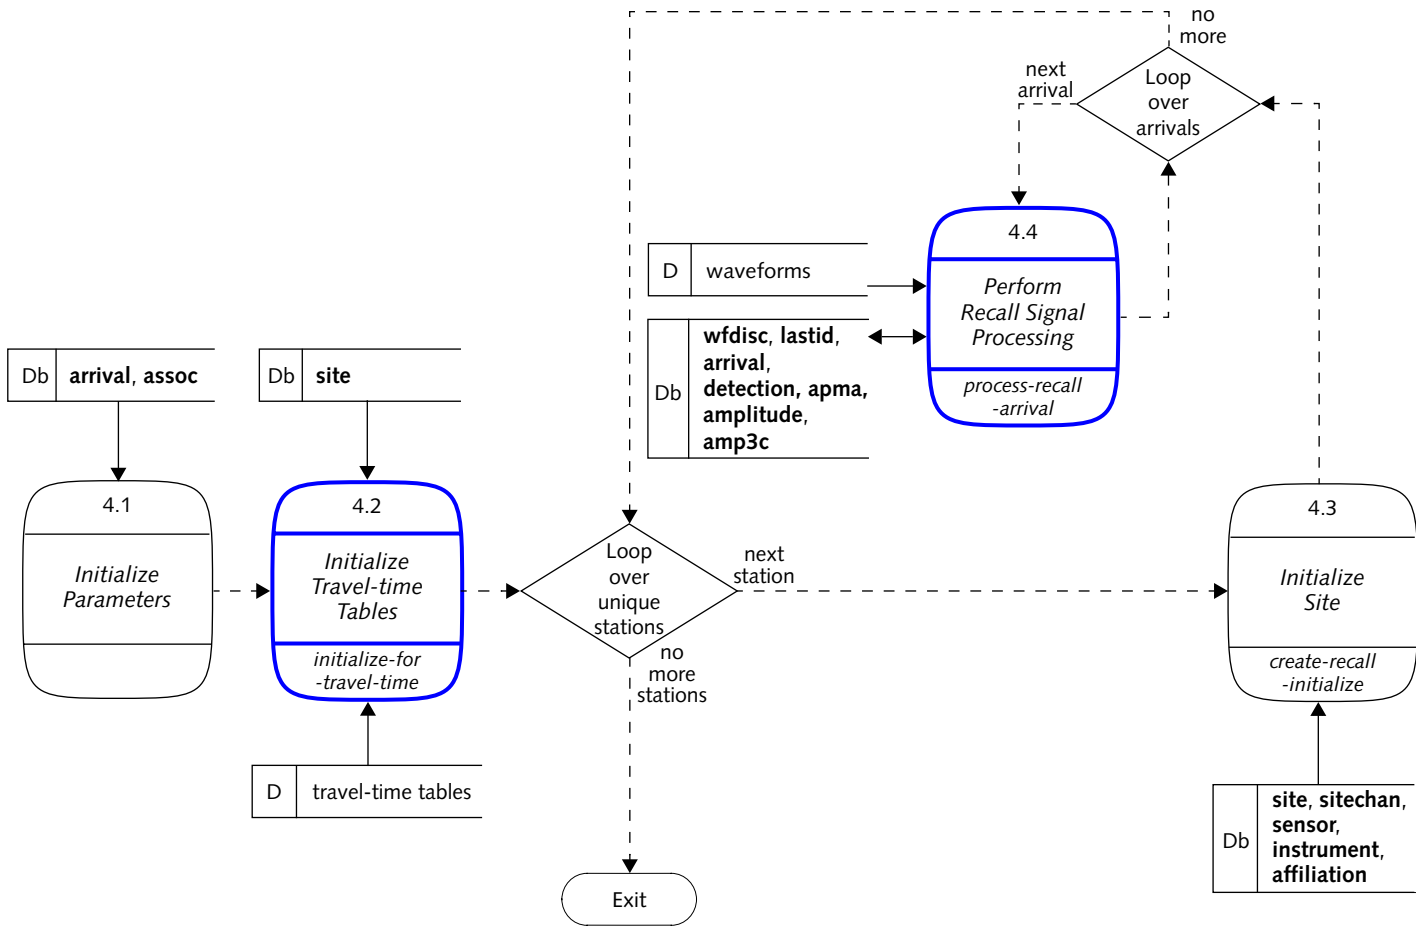 no
more
next
arrival
Loop
over
arrivals
4.4
Perform
Recall Signal
Processing
process-recall
-arrival
D
waveforms
Db
wfdisc, lastid,
arrival,
detection, apma,
amplitude,
amp3c
Db
arrival, assoc
Db
site
4.1
Initialize
Parameters
4.2
Initialize
Travel-time
Tables
initialize-for
-travel-time
Loop
over
unique
stations
next
station
no
more
stations
4.3
Initialize
Site
create-recall
-initialize
D
travel-time tables
Db
site, sitechan,
sensor,
instrument,
affiliation
Exit